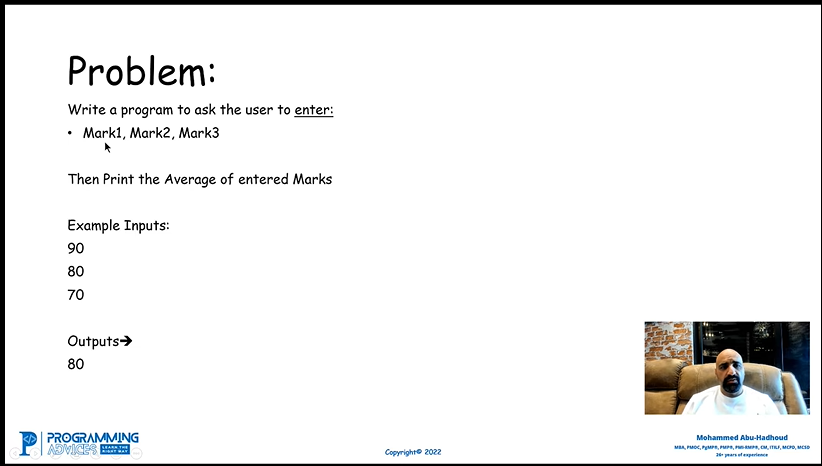 Problem:
Write a program to ask the user to enter:
• Mark1, Mark2, Mark3
Then Print the Average of entered Marks
Example Inputs:
90
80
70
Outputs➔
80
PROGRAMMING
ADVICES LEARN THE RIGHT WAY
Copyright© 2022
Mohammed Abu-Hadhoud
MBA, PMOC, PgMP®, PMP®, PMI-RMP®, CM, ITILF, MCPD, MCSD
26+ years of experience